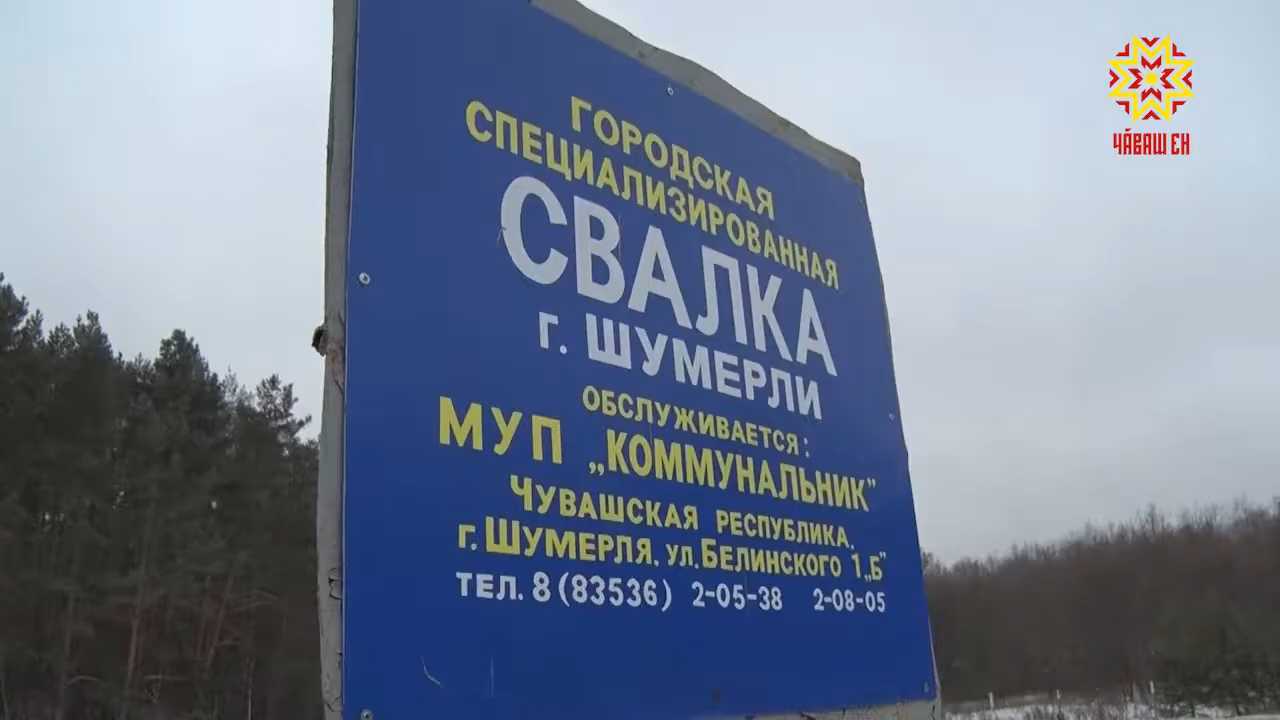 ГОРОДСКАЯ
СПЕЦИАЛИЗИРОВАННАЯ
СВАЛКА
г. ШУМЕРЛИ
ОБСЛУЖИВАЕТСЯ:
МУП „КОММУНАЛЬНИК”
ЧУВАШСКАЯ РЕСПУБЛИКА,
г. ШУМЕРЛЯ, ул. БЕЛИНСКОГО 1„Б”
ТЕЛ. 8 (83536) 2-05-38 2-08-05
ЧӐВАШ ЕН